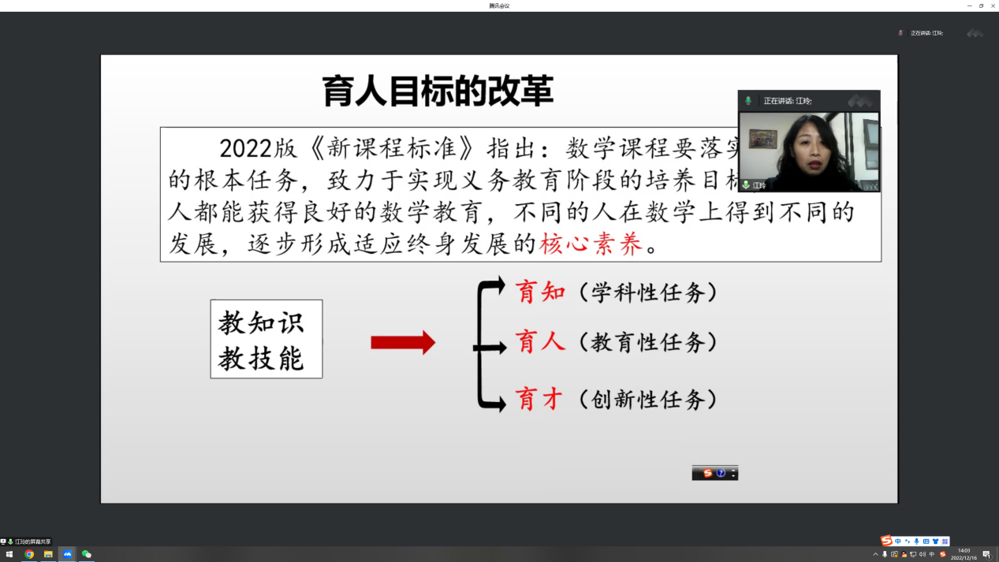 腾讯会议
正在讲话: 江玲;
育人目标的改革
正在讲话: 江玲;
江玲
2022版《新课程标准》指出：数学课程要落实
的根本任务，致力于实现义务教育阶段的培养目标
人都能获得良好的数学教育，不同的人在数学上得到不同的
发展，逐步形成适应终身发展的核心素养。
教知识
教技能
育知（学科性任务）
育人（教育性任务）
育才（创新性任务）
江玲的屏幕共享
中
中
14:03
2022/12/16